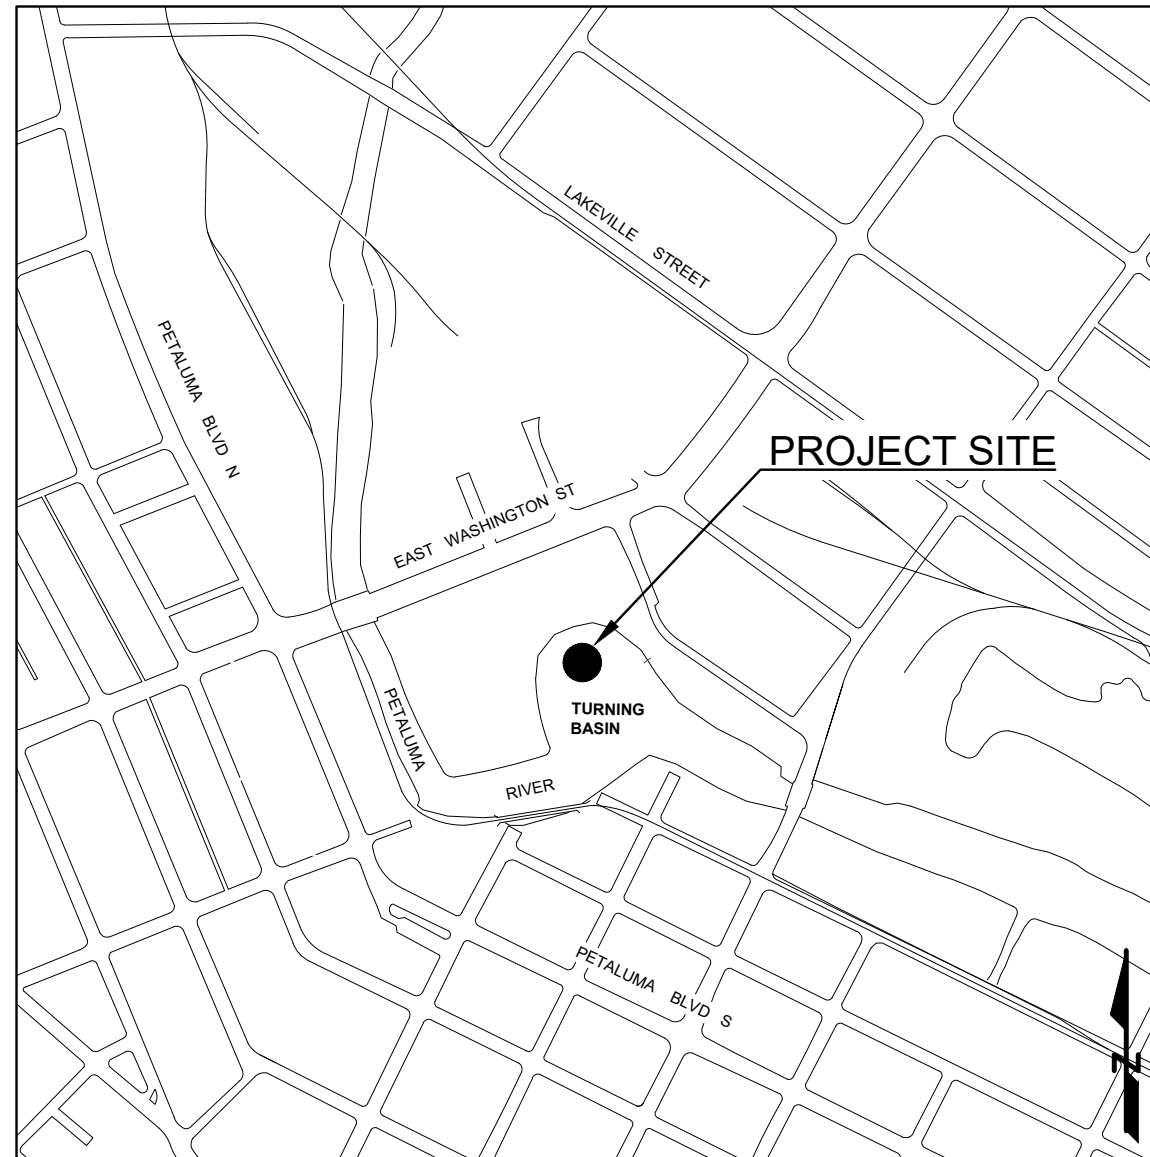 LAKEVILLE STREET
PETALUMA BLVD N
PROJECT SITE
EAST WASHINGTON ST
TURNING
BASIN
PETALUMA
RIVER
PETALUMA BLVD S
N